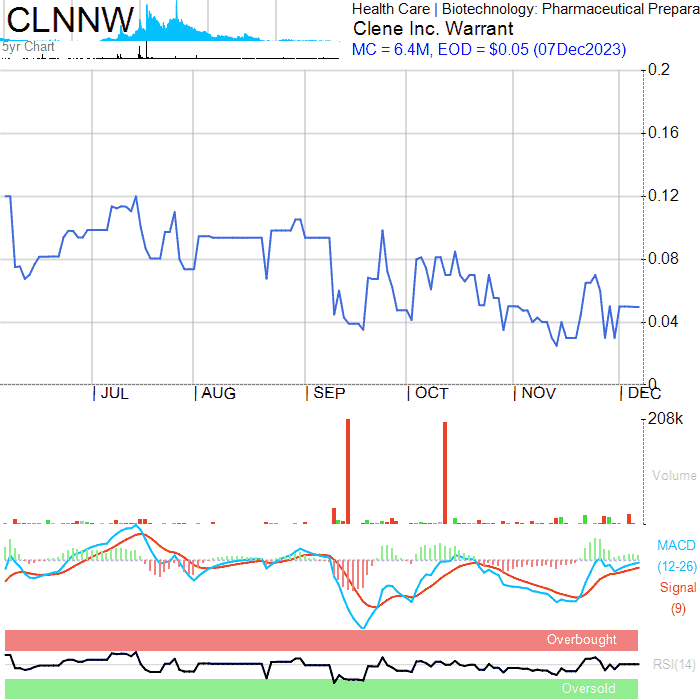 CLNNW
5yr Chart
Health Care | Biotechnology: Pharmaceutical Prepara
Clene Inc. Warrant
MC = 6.4M, EOD = $0.05 (07Dec2023)
0.2
0.16
0.12
0.08
0.04
0
JUL AUG SEP OCT NOV DEC
208k
Volume
MACD
(12-26)
Signal
(9)
Overbought
RSI(14)
Oversold